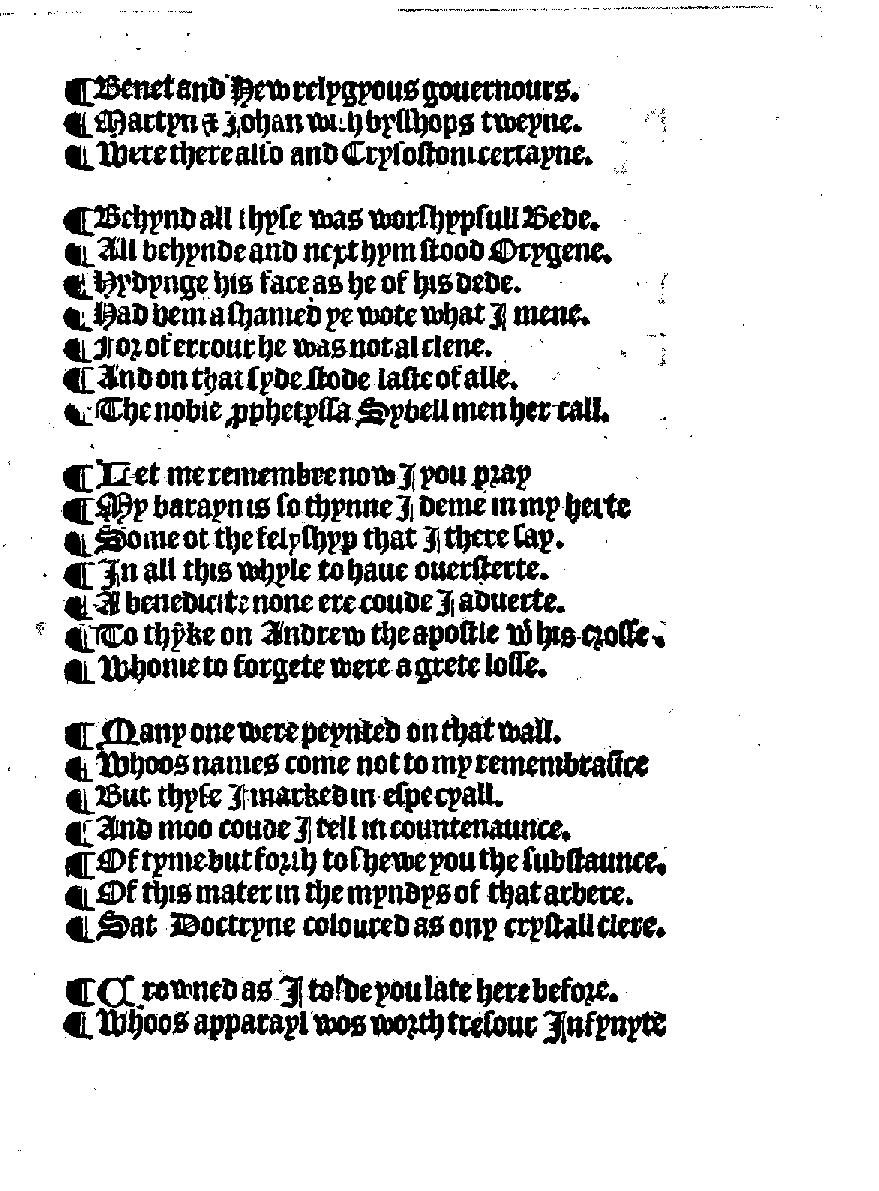 ¶ Benet and Hew relygyous gouernours.
¶ Martyn & Johan with bysshops tweyne.
¶ Were there also and Crysostom certayne.
¶ Behynd all thyse was worshypfull Bede.
¶ All behynde and next hym stood Orygene.
¶ Hydynge his face as he of his dede.
¶ Had bem ashamed ye wote what I mene.
¶ For of errour he was not al clene.
¶ And on that syde stode laste of alle.
¶ The noble ꝓphetyssa Sybell men her call.
¶ Let me remembre now I you pray
¶ My barayn is so thynne I deme in my herte
¶ Some of the felyshyp that I there say.
¶ In all this whyle to haue ouersterte.
¶ A benedicite none ere coude I aduerte.
¶ To thȳke on Andrew the apostle wͭ his crosse.
¶ Whome to forgete were a grete losse.
¶ Many one were peynted on that wall.
¶ Whoos names come not to my remembraūce
¶ But thyse I marked in especyall.
¶ And moo coude I tell in countenaunce.
¶ Of tyme but forth to shewe you the substaunce.
¶ Of this mater in the myndys of that arbere.
¶ Sat Doctryne coloured as ony crystall clere.
¶ Crowned as I tolde you late here before.
¶ Whoos apparayl wos worth tresour Infynyte